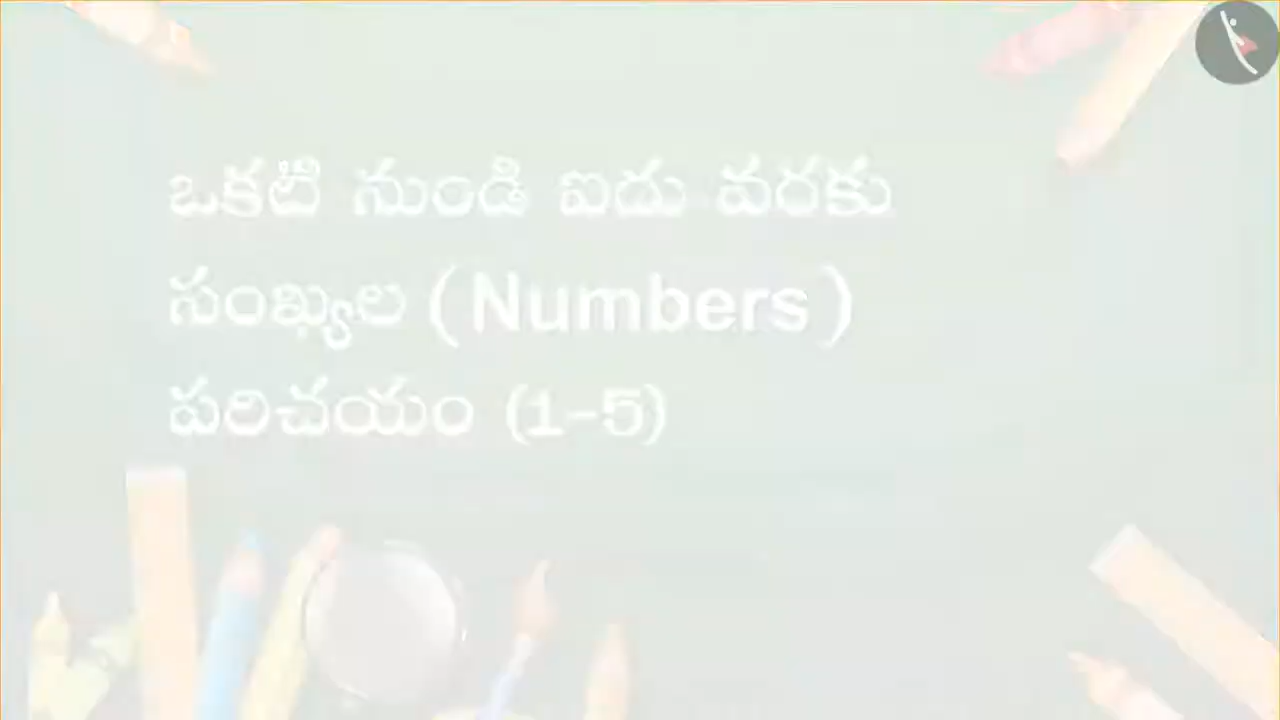 ఒకటి నుండి ఐదు వరకు
సంఖ్యల (Numbers)
పరిచయం (1-5)